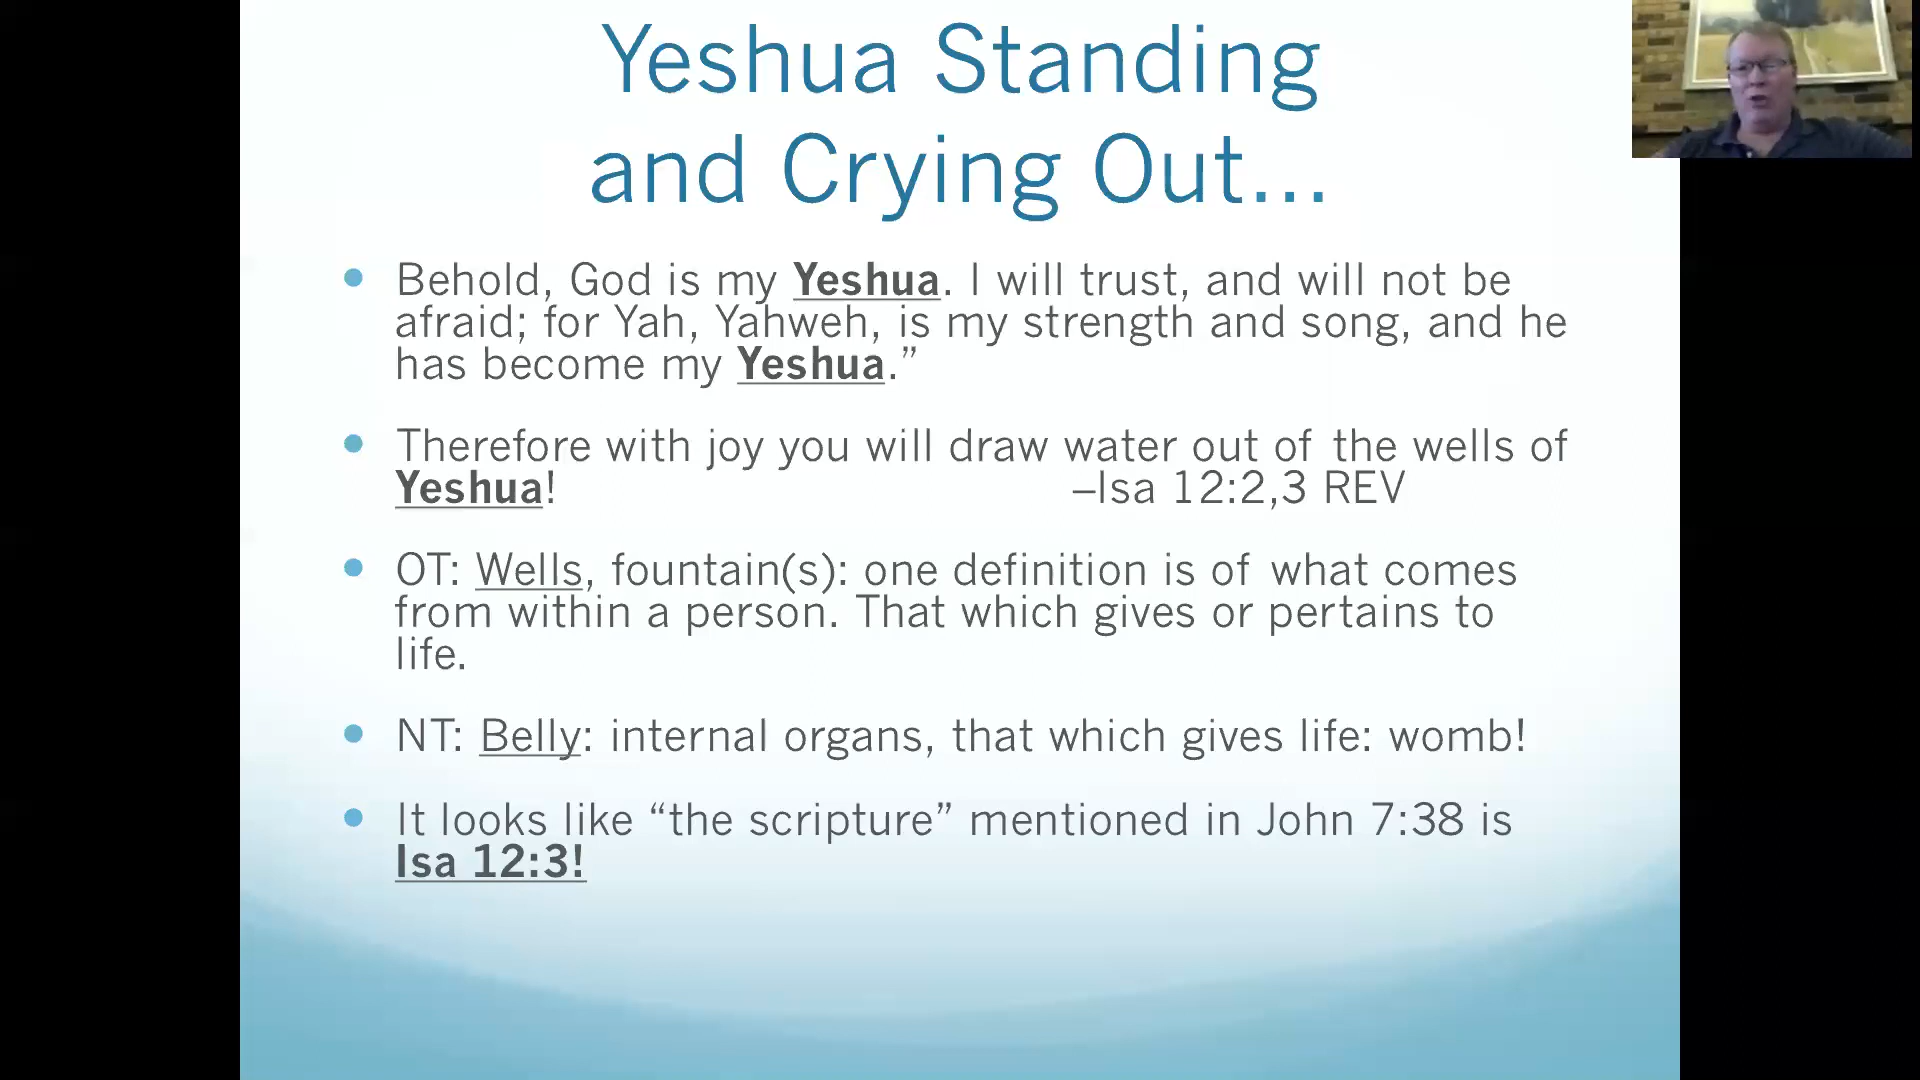 Yeshua Standing
and Crying Out...
• Behold, God is my Yeshua. I will trust, and will not be
afraid; for Yah, Yahweh, is my strength and song, and he
has become my Yeshua.”
• Therefore with joy you will draw water out of the wells of
Yeshua! –Isa 12:2,3 REV
• OT: Wells, fountain(s): one definition is of what comes
from within a person. That which gives or pertains to
life.
• NT: Belly: internal organs, that which gives life: womb!
• It looks like “the scripture” mentioned in John 7:38 is
Isa 12:3!